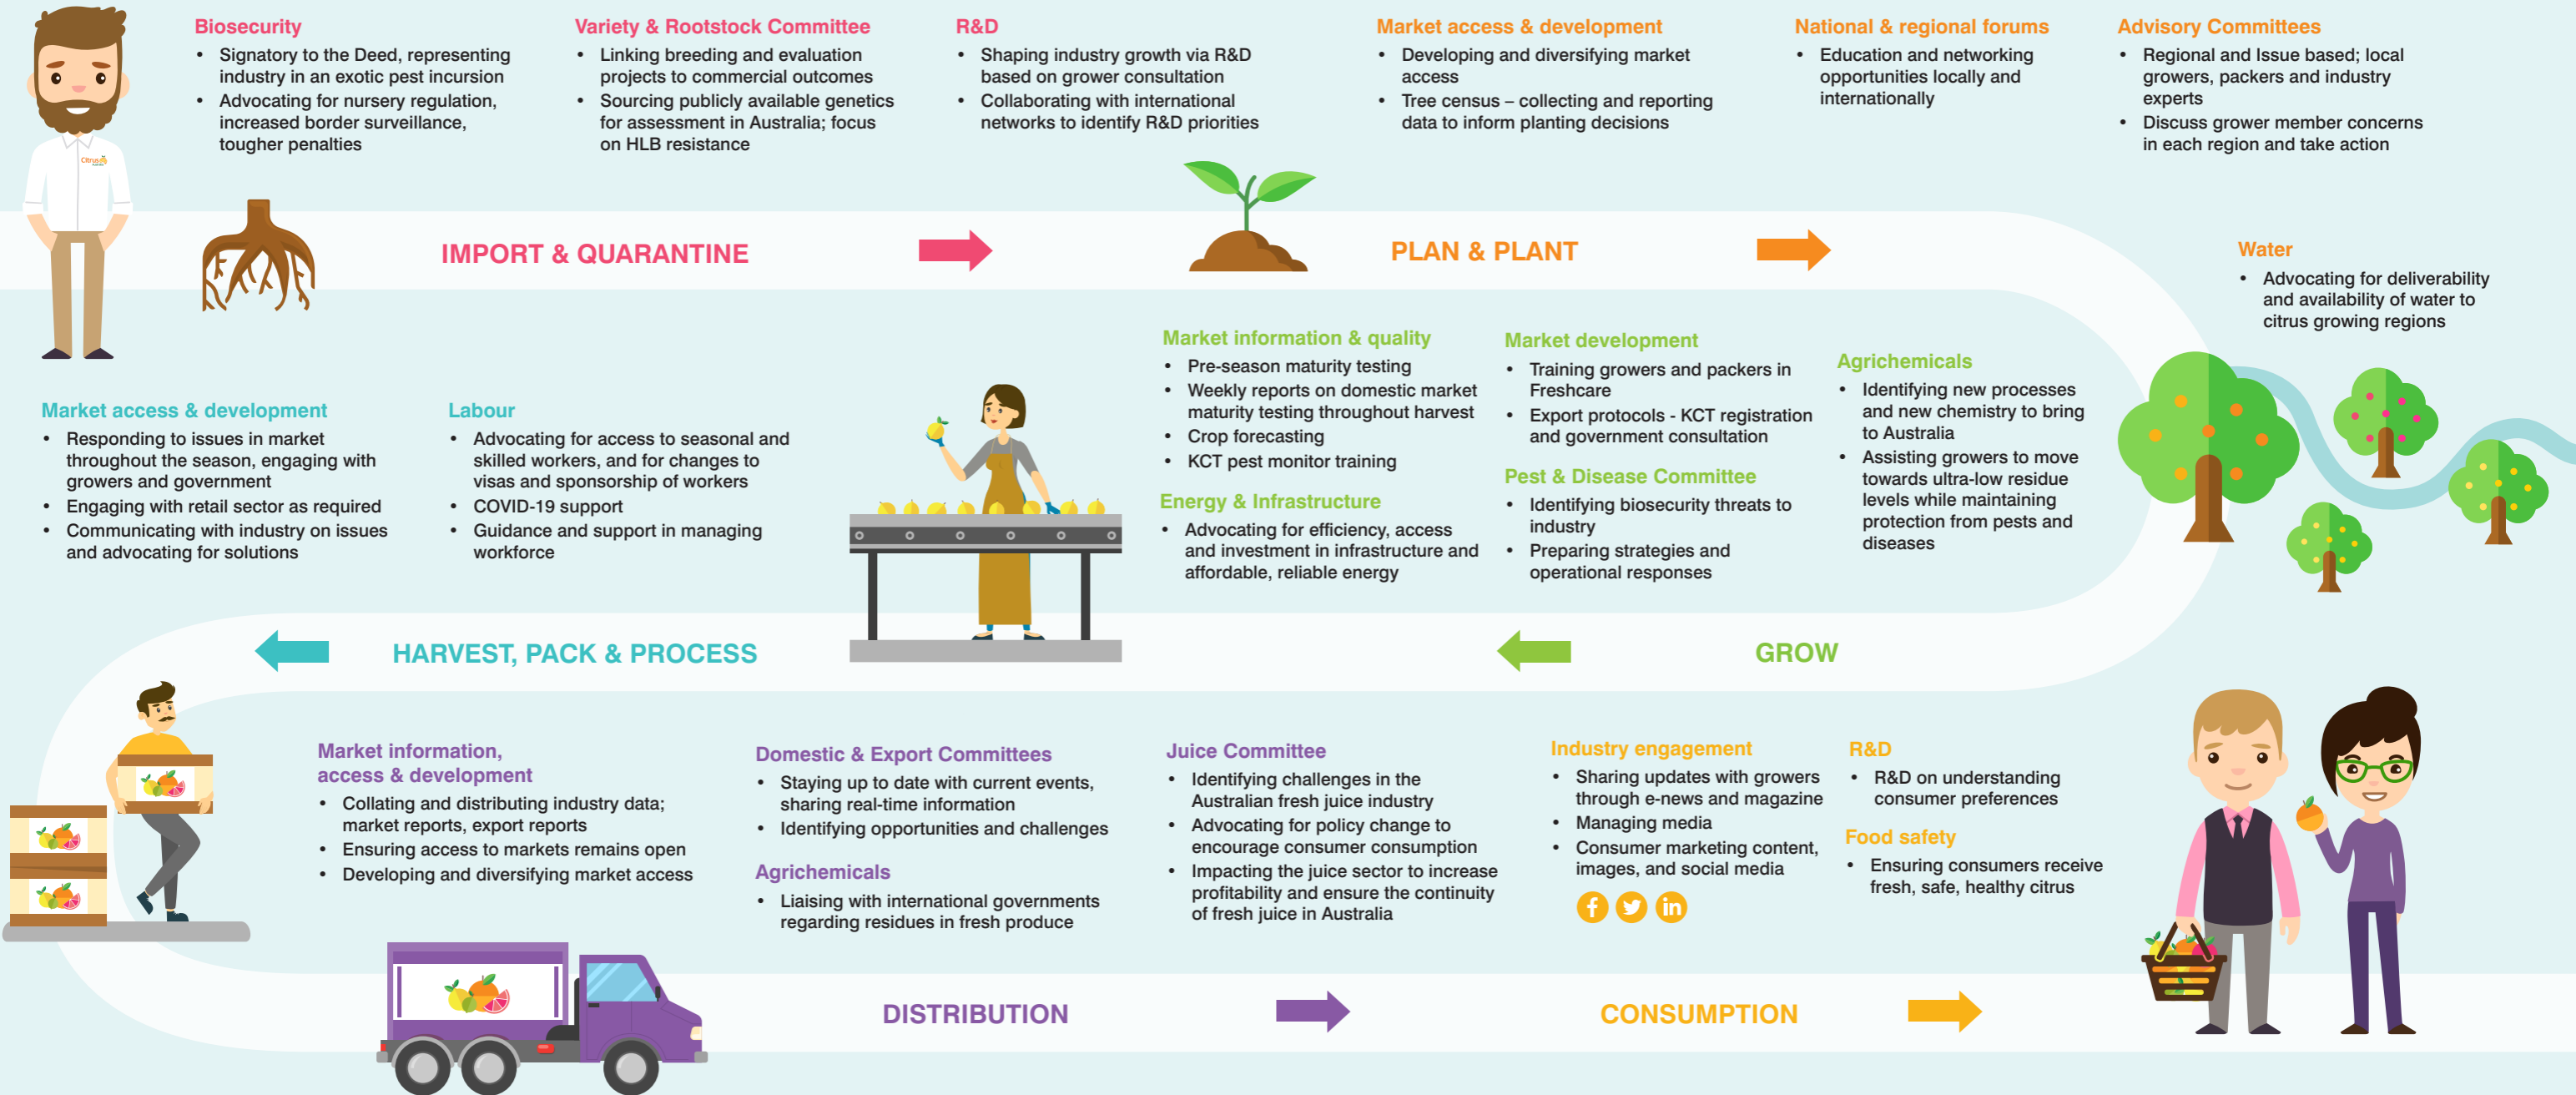 Biosecurity
• Signatory to the Deed, representing
industry in an exotic pest incursion
• Advocating for nursery regulation,
increased border surveillance,
tougher penalties
Variety & Rootstock Committee
• Linking breeding and evaluation
projects to commercial outcomes
• Sourcing publicly available genetics
for assessment in Australia; focus
on HLB resistance
R&D
• Shaping industry growth via R&D
based on grower consultation
• Collaborating with international
networks to identify R&D priorities
Market access & development
• Developing and diversifying market
access
• Tree census – collecting and reporting
data to inform planting decisions
National & regional forums
• Education and networking
opportunities locally and
internationally
Advisory Committees
• Regional and Issue based; local
growers, packers and industry
experts
• Discuss grower member concerns
in each region and take action
Citrus
IMPORT & QUARANTINE
PLAN & PLANT
Water
• Advocating for deliverability
and availability of water to
citrus growing regions
Market access & development
• Responding to issues in market
throughout the season, engaging with
growers and government
• Engaging with retail sector as required
• Communicating with industry on issues
and advocating for solutions
Labour
• Advocating for access to seasonal and
skilled workers, and for changes to
visas and sponsorship of workers
• COVID-19 support
• Guidance and support in managing
workforce
Market information & quality
• Pre-season maturity testing
• Weekly reports on domestic market
maturity testing throughout harvest
• Crop forecasting
• KCT pest monitor training
Energy & Infrastructure
• Advocating for efficiency, access
and investment in infrastructure and
affordable, reliable energy
Market development
• Training growers and packers in
Freshcare
• Export protocols - KCT registration
and government consultation
Pest & Disease Committee
• Identifying biosecurity threats to
industry
• Preparing strategies and
operational responses
Agrichemicals
• Identifying new processes
and new chemistry to bring
to Australia
• Assisting growers to move
towards ultra-low residue
levels while maintaining
protection from pests and
diseases
HARVEST, PACK & PROCESS
GROW
Market information,
access & development
• Collating and distributing industry data;
market reports, export reports
• Ensuring access to markets remains open
• Developing and diversifying market access
Domestic & Export Committees
• Staying up to date with current events,
sharing real-time information
• Identifying opportunities and challenges
Agrichemicals
• Liaising with international governments
regarding residues in fresh produce
Juice Committee
• Identifying challenges in the
Australian fresh juice industry
• Advocating for policy change to
encourage consumer consumption
• Impacting the juice sector to increase
profitability and ensure the continuity
of fresh juice in Australia
Industry engagement
• Sharing updates with growers
through e-news and magazine
• Managing media
• Consumer marketing content,
images, and social media
R&D
• R&D on understanding
consumer preferences
Food safety
• Ensuring consumers receive
fresh, safe, healthy citrus
DISTRIBUTION
CONSUMPTION